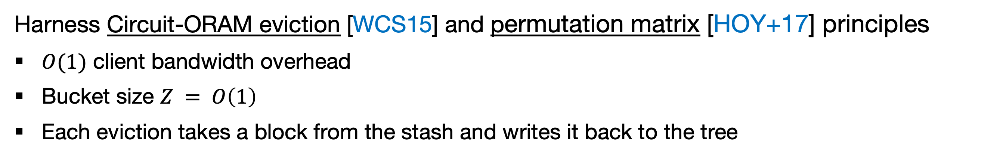 Harness Circuit-ORAM eviction [WCS15] and permutation matrix [HOY+17] principles
▪ O(1) client bandwidth overhead
▪ Bucket size Z = O(1)
▪ Each eviction takes a block from the stash and writes it back to the tree